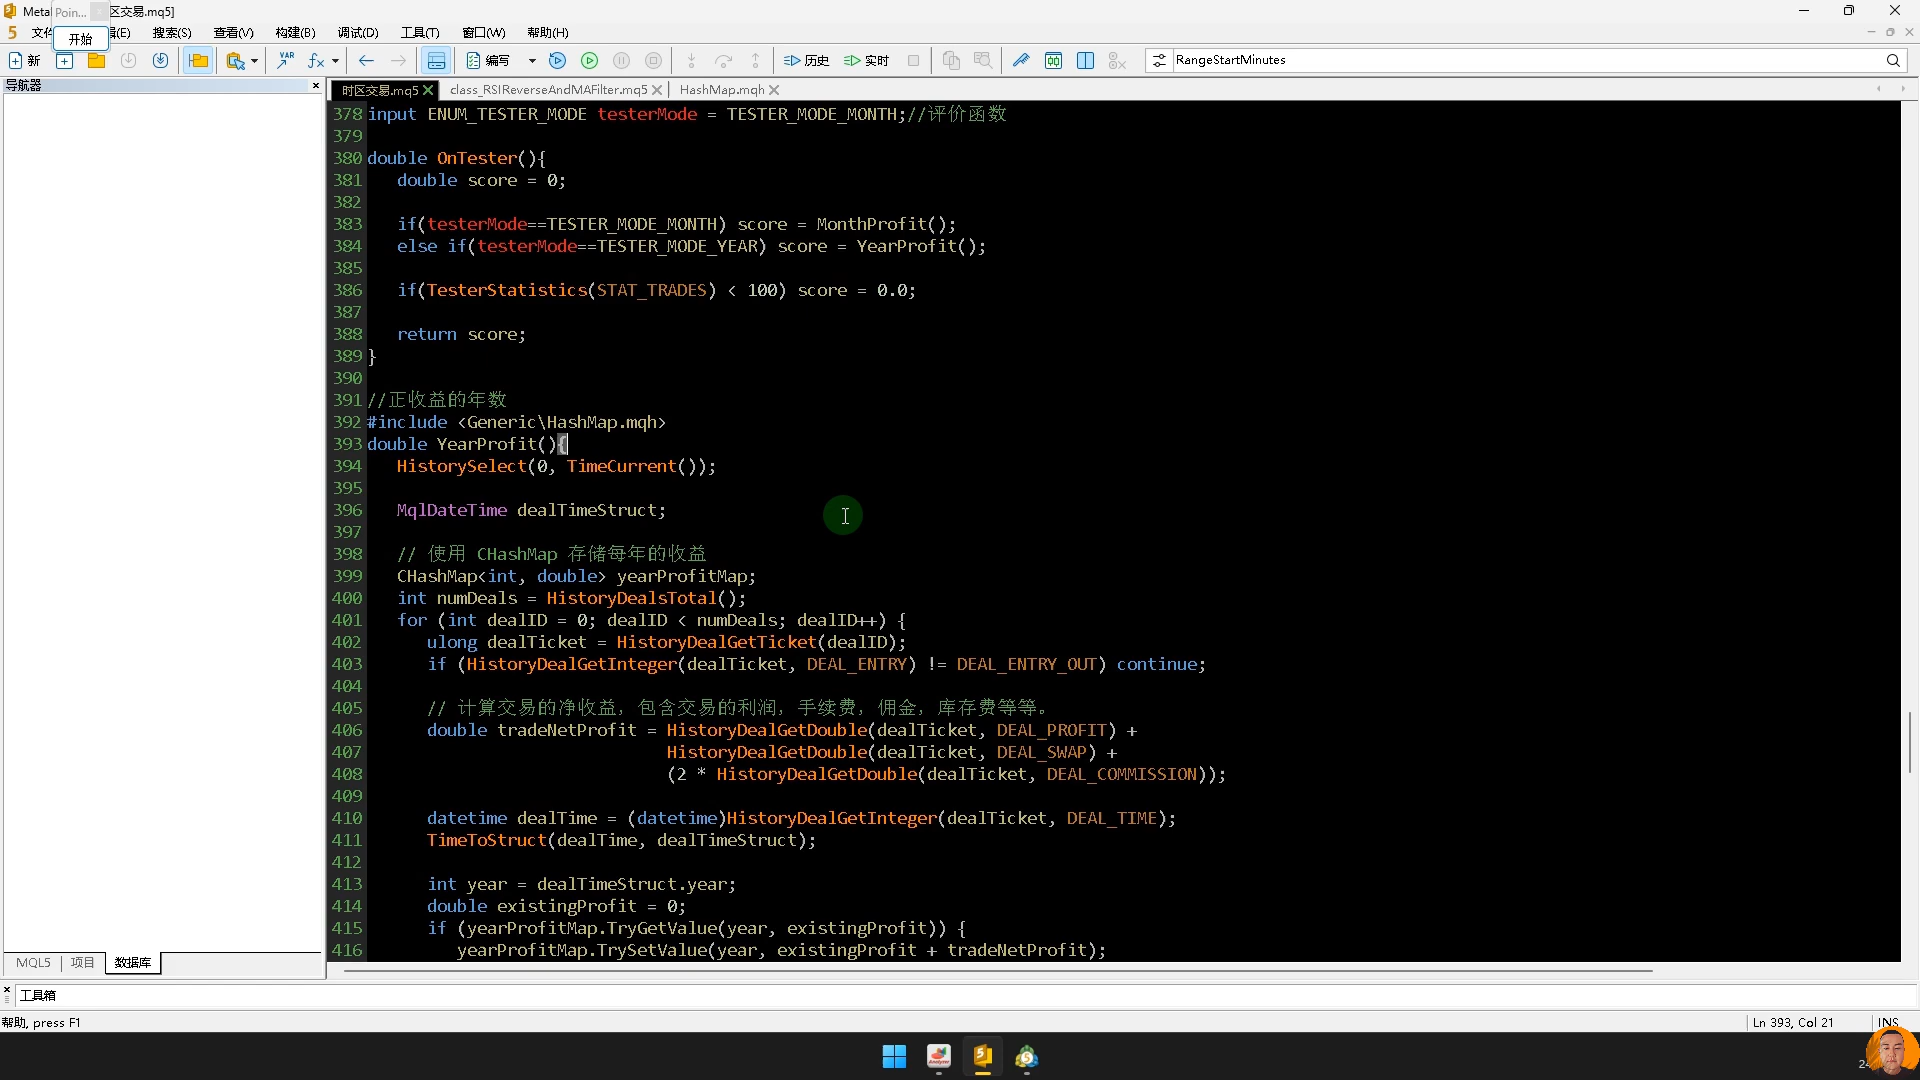 Meta
Poin...
区交易.mq5]
开始
文件
(E)
搜索(S)
查看(V)
构建(B)
调试(D)
工具(T)
窗口(W)
帮助(H)
新
VAR
编写
历史
实时
RangeStartMinutes
导航器
时区交易.mq5
class_RSIReverseAndMAFilter.mq5
HashMap.mqh
378 input ENUM_TESTER_MODE testerMode = TESTER_MODE_MONTH;//评价函数
379
380 double OnTester(){
381 double score = 0;
382
383 if(testerMode==TESTER_MODE_MONTH) score = MonthProfit();
384 else if(testerMode==TESTER_MODE_YEAR) score = YearProfit();
385
386 if(TesterStatistics(STAT_TRADES) < 100) score = 0.0;
387
388 return score;
389 }
390
391 //正收益的年数
392 #include <Generic\HashMap.mqh>
393 double YearProfit(){
394 HistorySelect(0, TimeCurrent());
395
396 MqlDateTime dealTimeStruct;
397
398 // 使用 CHashMap 存储每年的收益
399 CHashMap<int, double> yearProfitMap;
400 int numDeals = HistoryDealsTotal();
401 for (int dealID = 0; dealID < numDeals; dealID++) {
402 ulong dealTicket = HistoryDealGetTicket(dealID);
403 if (HistoryDealGetInteger(dealTicket, DEAL_ENTRY) != DEAL_ENTRY_OUT) continue;
404
405 // 计算交易的净收益，包含交易的利润，手续费，佣金，库存费等等。
406 double tradeNetProfit = HistoryDealGetDouble(dealTicket, DEAL_PROFIT) +
407 HistoryDealGetDouble(dealTicket, DEAL_SWAP) +
408 (2 * HistoryDealGetDouble(dealTicket, DEAL_COMMISSION));
409
410 datetime dealTime = (datetime)HistoryDealGetInteger(dealTicket, DEAL_TIME);
411 TimeToStruct(dealTime, dealTimeStruct);
412
413 int year = dealTimeStruct.year;
414 double existingProfit = 0;
415 if (yearProfitMap.TryGetValue(year, existingProfit)) {
416 yearProfitMap.TrySetValue(year, existingProfit + tradeNetProfit);
MQL5
项目
数据库
工具箱
帮助, press F1
Ln 393, Col 21
INS